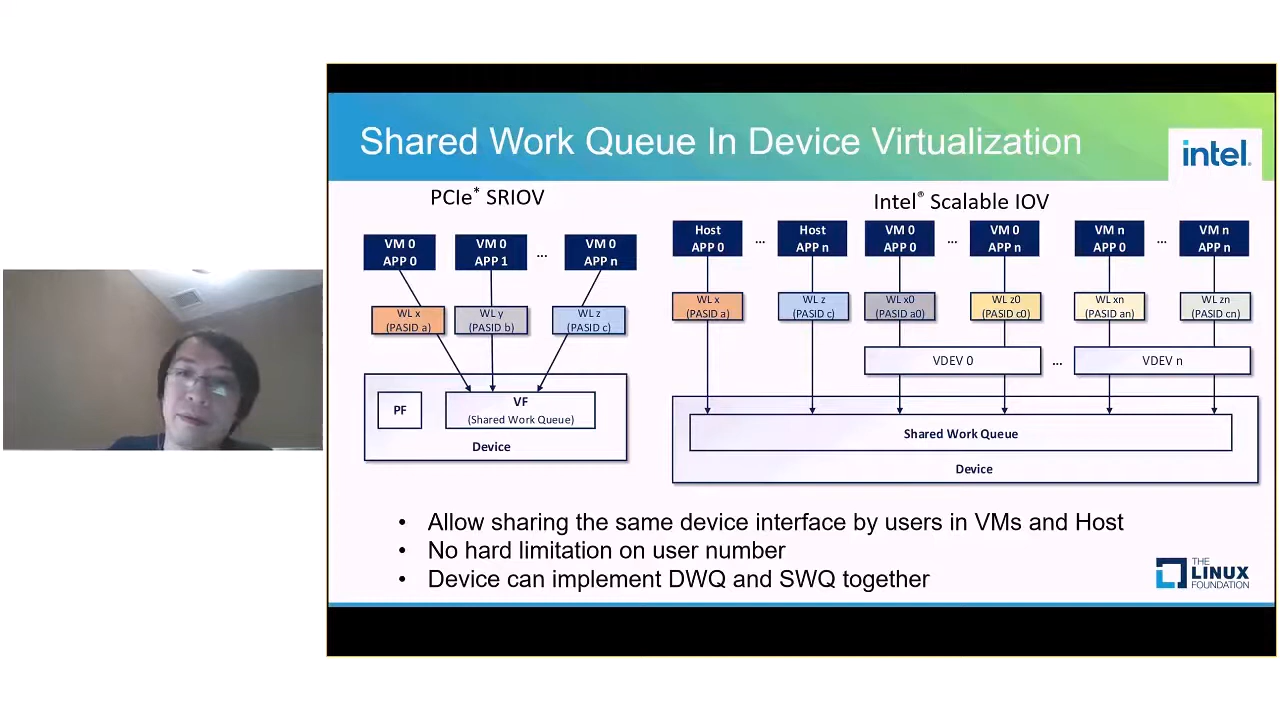 Shared Work Queue In Device Virtualization
intel.
PCIe* SRIOV
VM 0
APP 0
VM 0
APP 1
...
VM 0
APP n
WL x
(PASID a)
WL y
(PASID b)
WL z
(PASID c)
PF
VF
(Shared Work Queue)
Device
Intel® Scalable IOV
Host
APP 0
...
Host
APP n
VM 0
APP 0
...
VM 0
APP n
VM n
APP 0
...
VM n
APP n
WL x
(PASID a)
WL z
(PASID c)
WL x0
(PASID a0)
WL z0
(PASID c0)
WL xn
(PASID an)
WL zn
(PASID cn)
VDEV 0
...
VDEV n
Shared Work Queue
Device
• Allow sharing the same device interface by users in VMs and Host
• No hard limitation on user number
• Device can implement DWQ and SWQ together
THE
LINUX
FOUNDATION